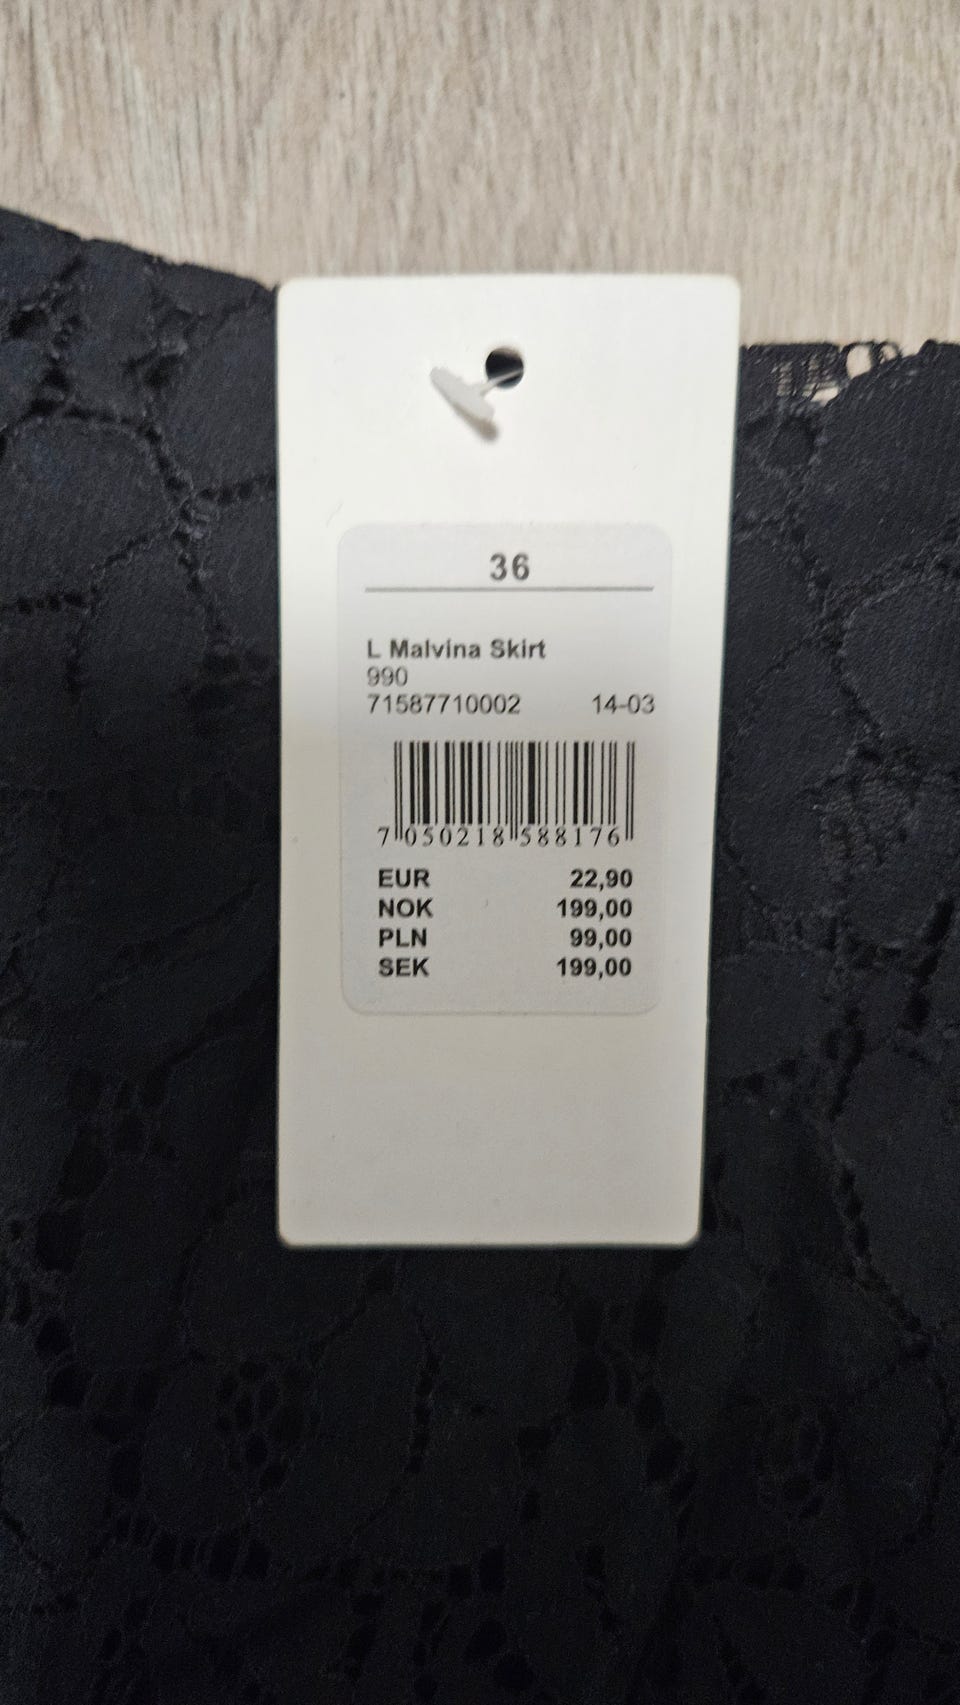 36
L Malvina Skirt
990
71587710002 14-03
7 050218 588176
EUR 22,90
NOK 199,00
PLN 99,00
SEK 199,00